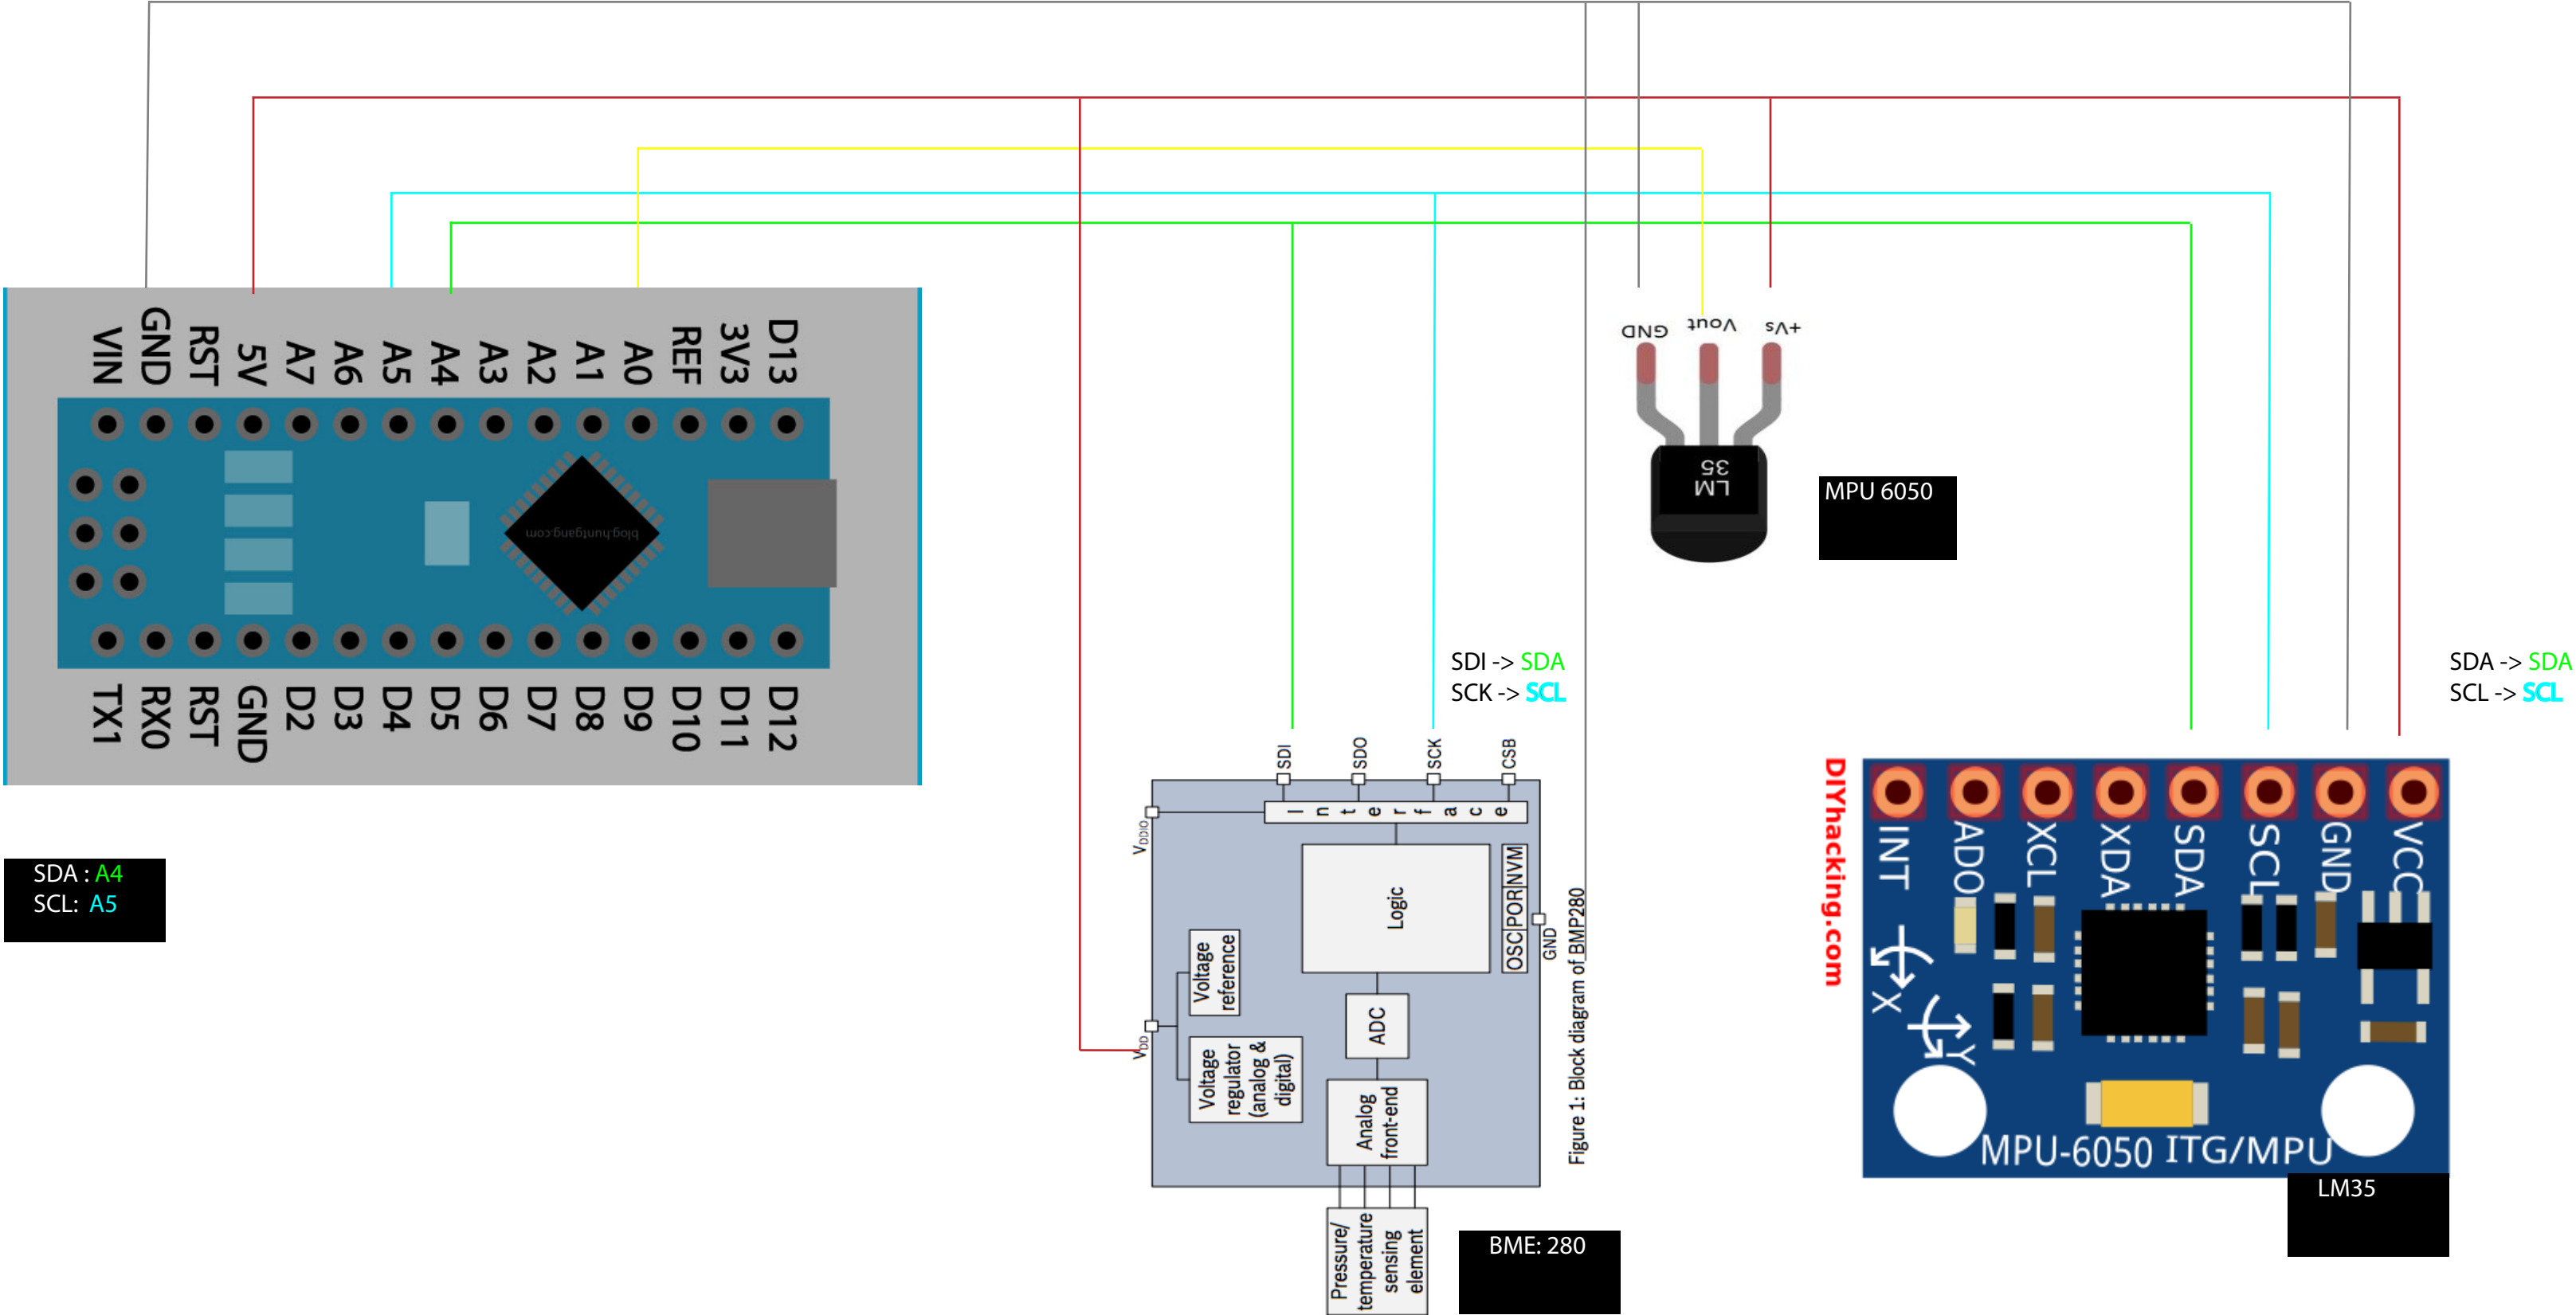 VIN
GND
RST
5V
A7
A6
A5
A4
A3
A2
A1
A0
REF
3V3
D13
blog.huntgang.com
TX1
RX0
RST
GND
D2
D3
D4
D5
D6
D7
D8
D9
D10
D11
D12
SDA : A4
SCL: A5
GND
Vout
+Vs
LM
35
MPU 6050
SDI -> SDA
SCK -> SCL
SDA -> SDA
SCL -> SCL
SDI
SDO
SCK
CSB
VDDIO
Interface
Logic
OSC
POR
NVM
GND
Voltage
reference
VDD
Voltage
regulator
(analog &
digital)
ADC
Analog
front-end
Pressure/
temperature
sensing
element
Figure 1: Block diagram of BMP280
BME: 280
DIYhacking.com
INT
ADO
XCL
XDA
SDA
SCL
GND
VCC
X
Y
MPU-6050 ITG/MPU
LM35